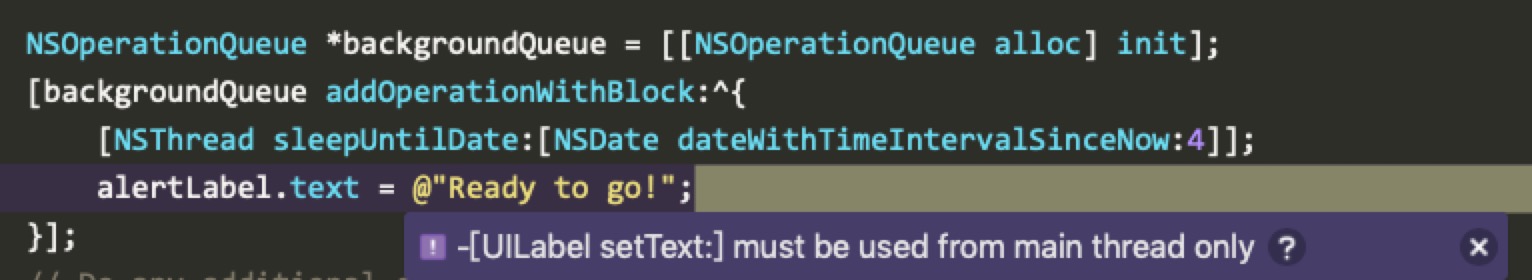 NSOperationQueue *backgroundQueue = [[NSOperationQueue alloc] init];
[backgroundQueue addOperationWithBlock:^{
[NSThread sleepUntilDate:[NSDate dateWithTimeIntervalSinceNow:4]];
alertLabel.text = @"Ready to go!";
}];
! -[UILabel setText:] must be used from main thread only ?
// Do any additional